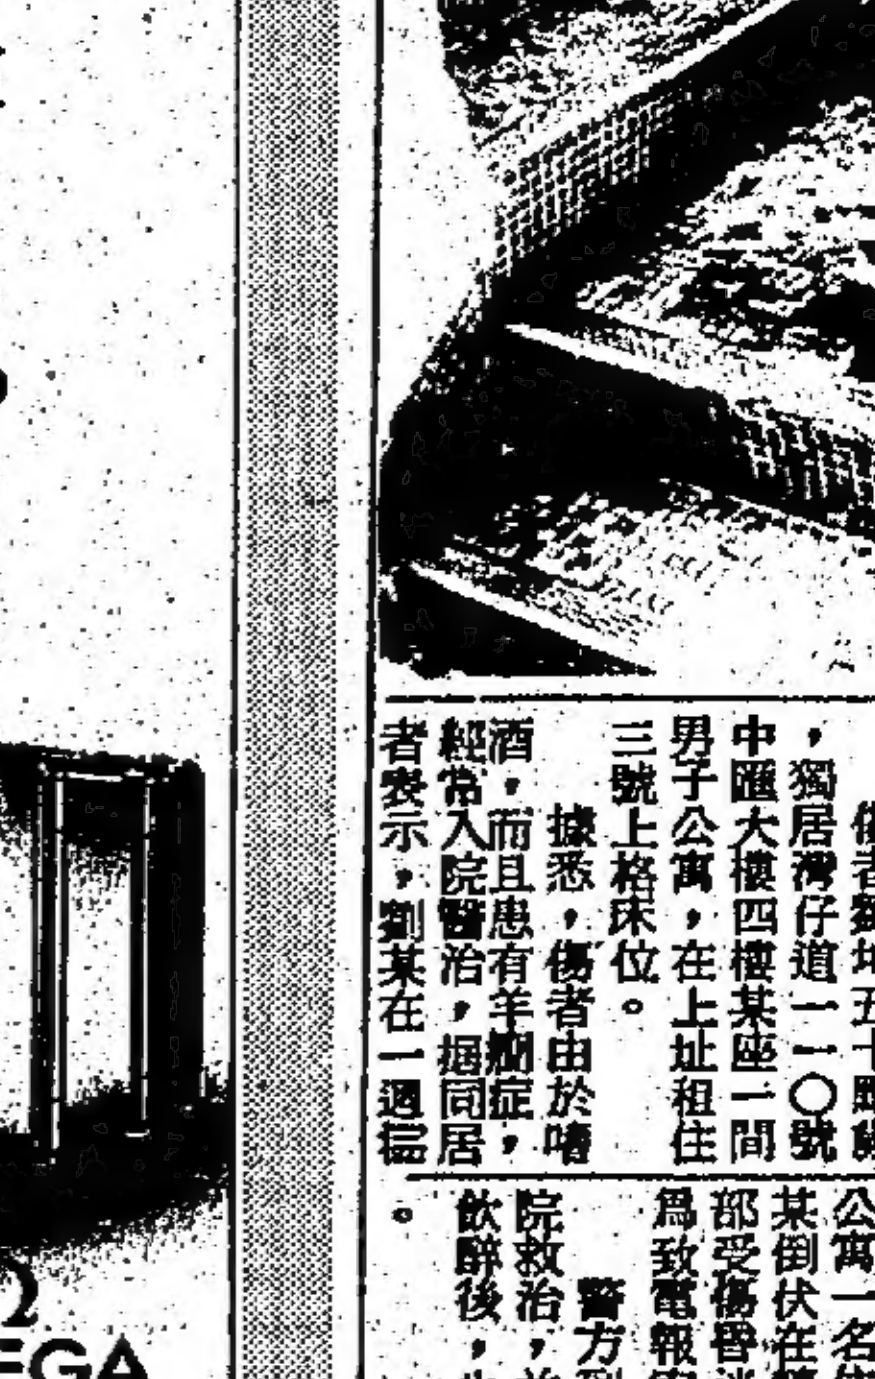 傷者劉
，獨居灣仔道一一〇號
中匯大樓四樓某座一間
男子公寓，在上址租住
三號上格床位。
據悉，傷者由於嗜
酒，而且患有羊癇症，
經常入院醫治，据同居
者表示，劉某在一週
公寓一名
某倒伏在
部受傷昏迷
爲致電報
警方到
院救治，
飲醉後，
。
Ω
EGA